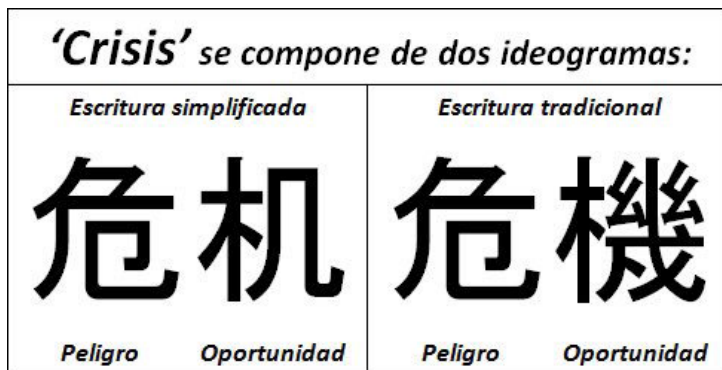 'Crisis' se compone de dos ideogramas:
Escritura simplificada
危机
Peligro Oportunidad
Escritura tradicional
危機
Peligro Oportunidad